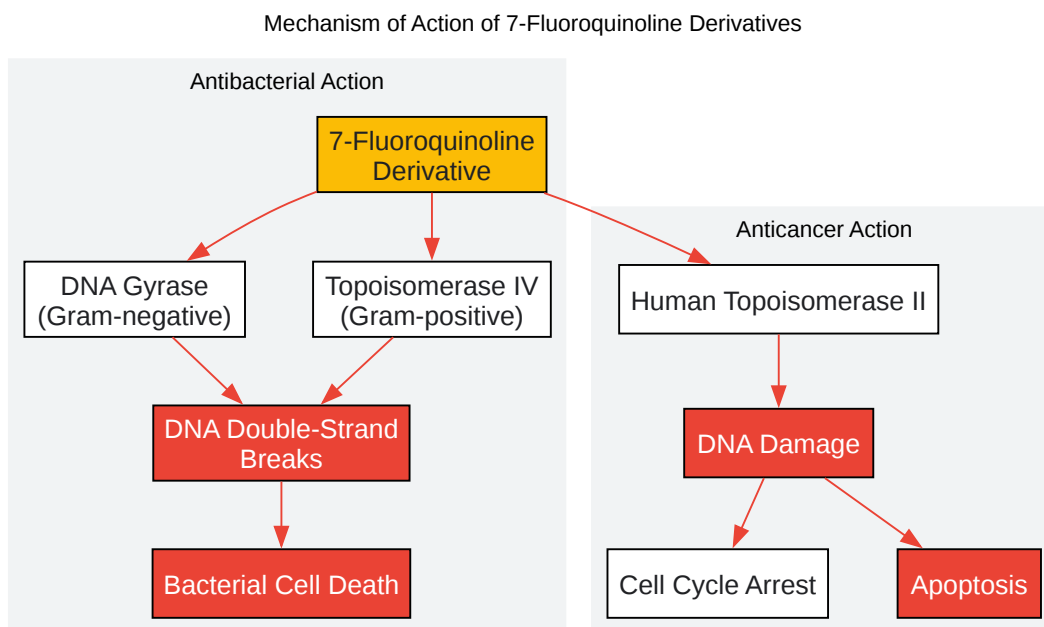 Mechanism of Action of 7-Fluoroquinoline Derivatives
Antibacterial Action
7-Fluoroquinoline
Derivative
Anticancer Action
DNA Gyrase
(Gram-negative)
Topoisomerase IV
(Gram-positive)
Human Topoisomerase II
DNA Double-Strand
Breaks
DNA Damage
Bacterial Cell Death
Cell Cycle Arrest
Apoptosis